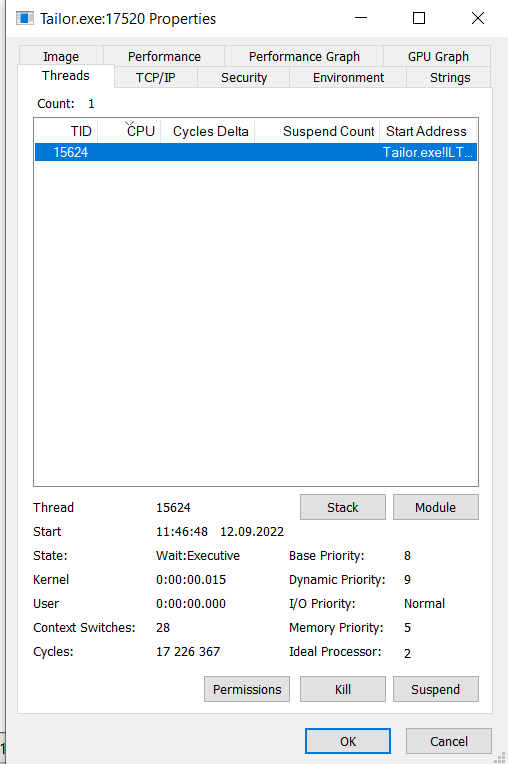 Tailor.exe:17520 Properties
Image Performance Performance Graph GPU Graph
Threads TCP/IP Security Environment Strings
Count: 1
TID CPU Cycles Delta Suspend Count Start Address
15624 Tailor.exe!ILT...
Thread 15624 Stack Module
Start 11:46:48 12.09.2022
State: Wait:Executive Base Priority: 8
Kernel 0:00:00.015 Dynamic Priority: 9
User 0:00:00.000 I/O Priority: Normal
Context Switches: 28 Memory Priority: 5
Cycles: 17 226 367 Ideal Processor: 2
Permissions Kill Suspend
OK Cancel
1